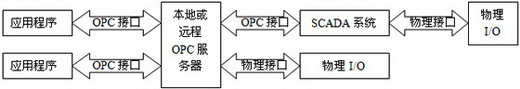 应用程序
OPC 接口
本地或
远程
OPC 服
务器
OPC 接口
SCADA 系统
物理接口
物理
I/O
应用程序
OPC 接口
物理接口
物理 I/O